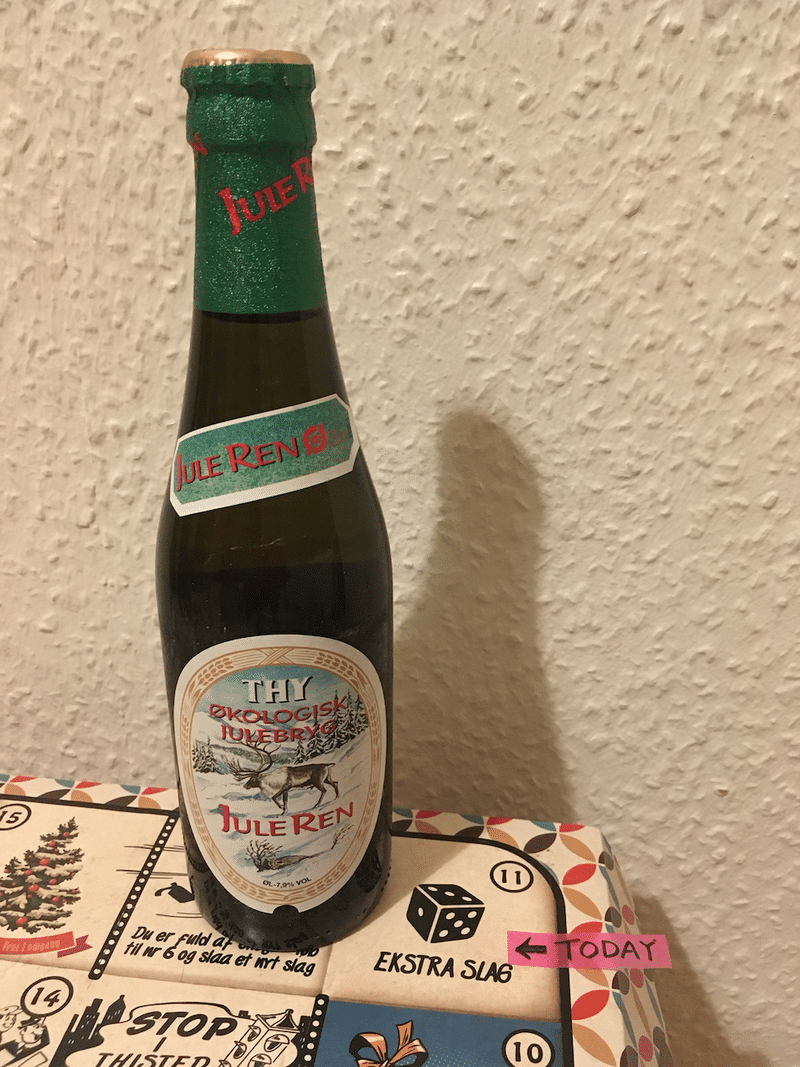 JULE R
JULE REN Ø
THY
ØKOLOGISK
JULEBRYG
JULE REN
ØL-7,9% VOL
15
11
Du er fuld af
til nr 6 og slaa et nyt slag
EKSTRA SLAG
← TODAY
14
STOP
I
THISTED
10